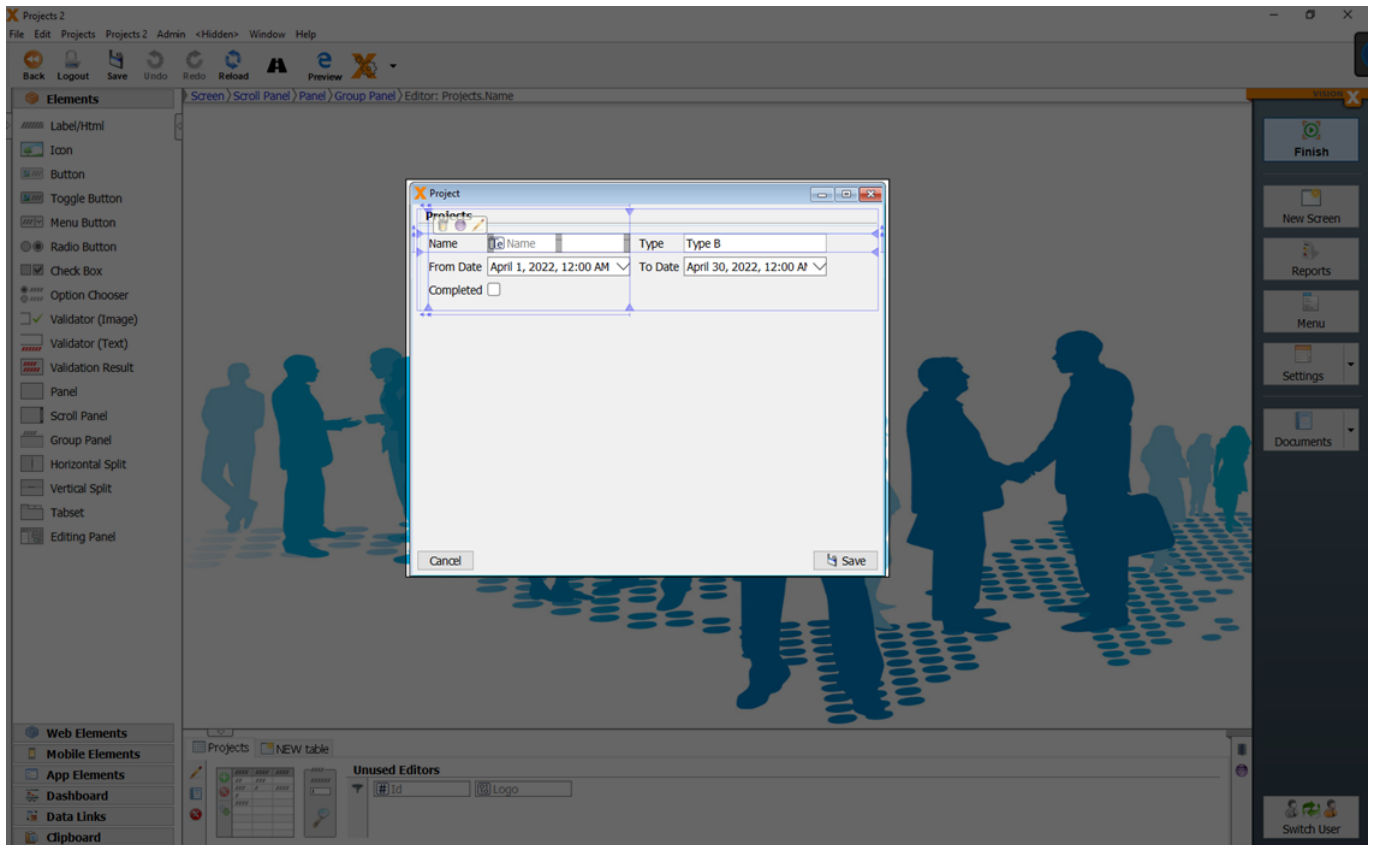 Projects 2
File Edit Projects Projects 2 Admin <Hidden> Window Help
Back Logout Save Undo Redo Reload Preview
Elements
Screen Scroll Panel Panel Group Panel Editor: Projects.Name
VISION
Label/Html
Icon
Button
Toggle Button
Menu Button
Radio Button
Check Box
Option Chooser
Validator (Image)
Validator (Text)
Validation Result
Panel
Scroll Panel
Group Panel
Horizontal Split
Vertical Split
Tabset
Editing Panel
Web Elements
Mobile Elements
App Elements
Dashboard
Data Links
Clipboard
Project
Projects
Name Name Type Type B
From Date April 1, 2022, 12:00 AM To Date April 30, 2022, 12:00 AM
Completed
Cancel Save
Projects NEW table
Unused Editors
# Id Logo
Finish
New Screen
Reports
Menu
Settings
Documents
Switch User